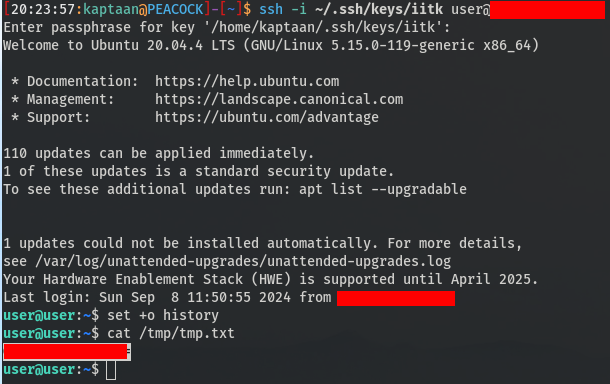 [20:23:57:kaptaan@PEACOCK]-[~]$ ssh -i ~/.ssh/keys/iitk user@
Enter passphrase for key '/home/kaptaan/.ssh/keys/iitk':
Welcome to Ubuntu 20.04.4 LTS (GNU/Linux 5.15.0-119-generic x86_64)
* Documentation: https://help.ubuntu.com
* Management: https://landscape.canonical.com
* Support: https://ubuntu.com/advantage
110 updates can be applied immediately.
1 of these updates is a standard security update.
To see these additional updates run: apt list --upgradable
1 updates could not be installed automatically. For more details,
see /var/log/unattended-upgrades/unattended-upgrades.log
Your Hardware Enablement Stack (HWE) is supported until April 2025.
Last login: Sun Sep 8 11:50:55 2024 from
user@user:~$ set +o history
user@user:~$ cat /tmp/tmp.txt
user@user:~$